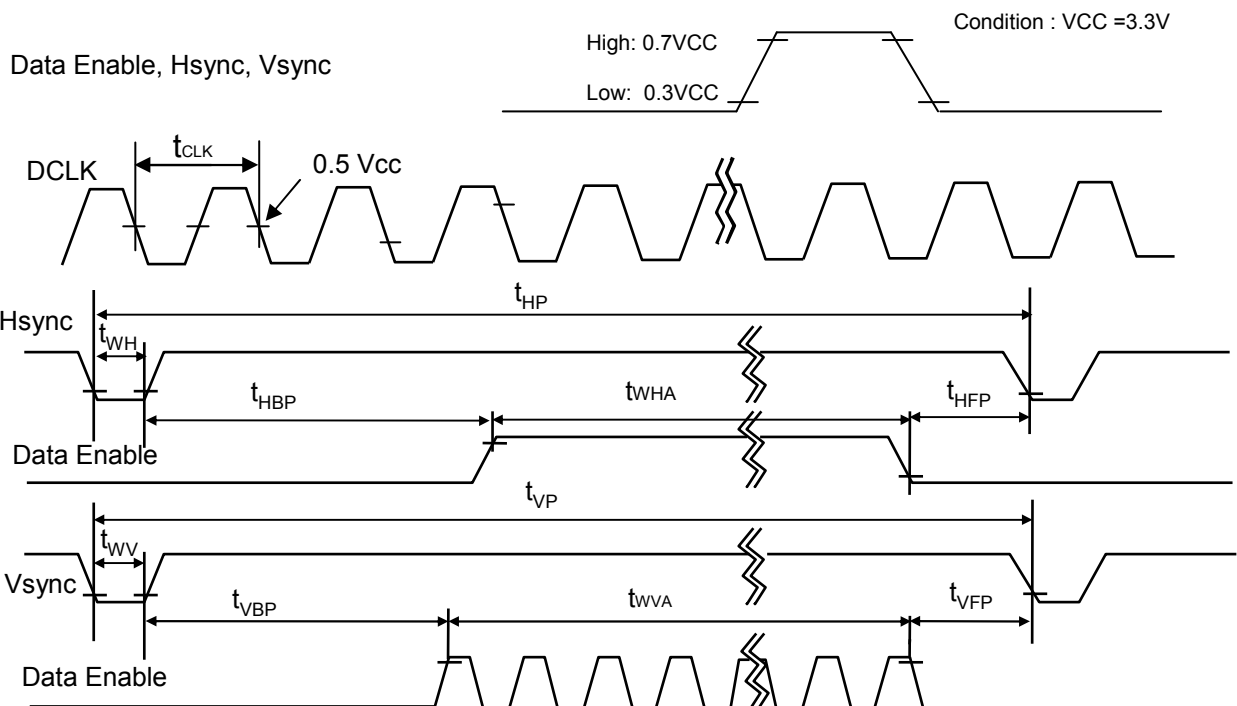 Condition : VCC =3.3V
High: 0.7VCC
Data Enable, Hsync, Vsync
Low: 0.3VCC
tCLK
0.5 Vcc
DCLK
tHP
Hsync
tWH
tHBP
tWHA
tHFP
Data Enable
tVP
tWV
Vsync
tVBP
tWVA
tVFP
Data Enable